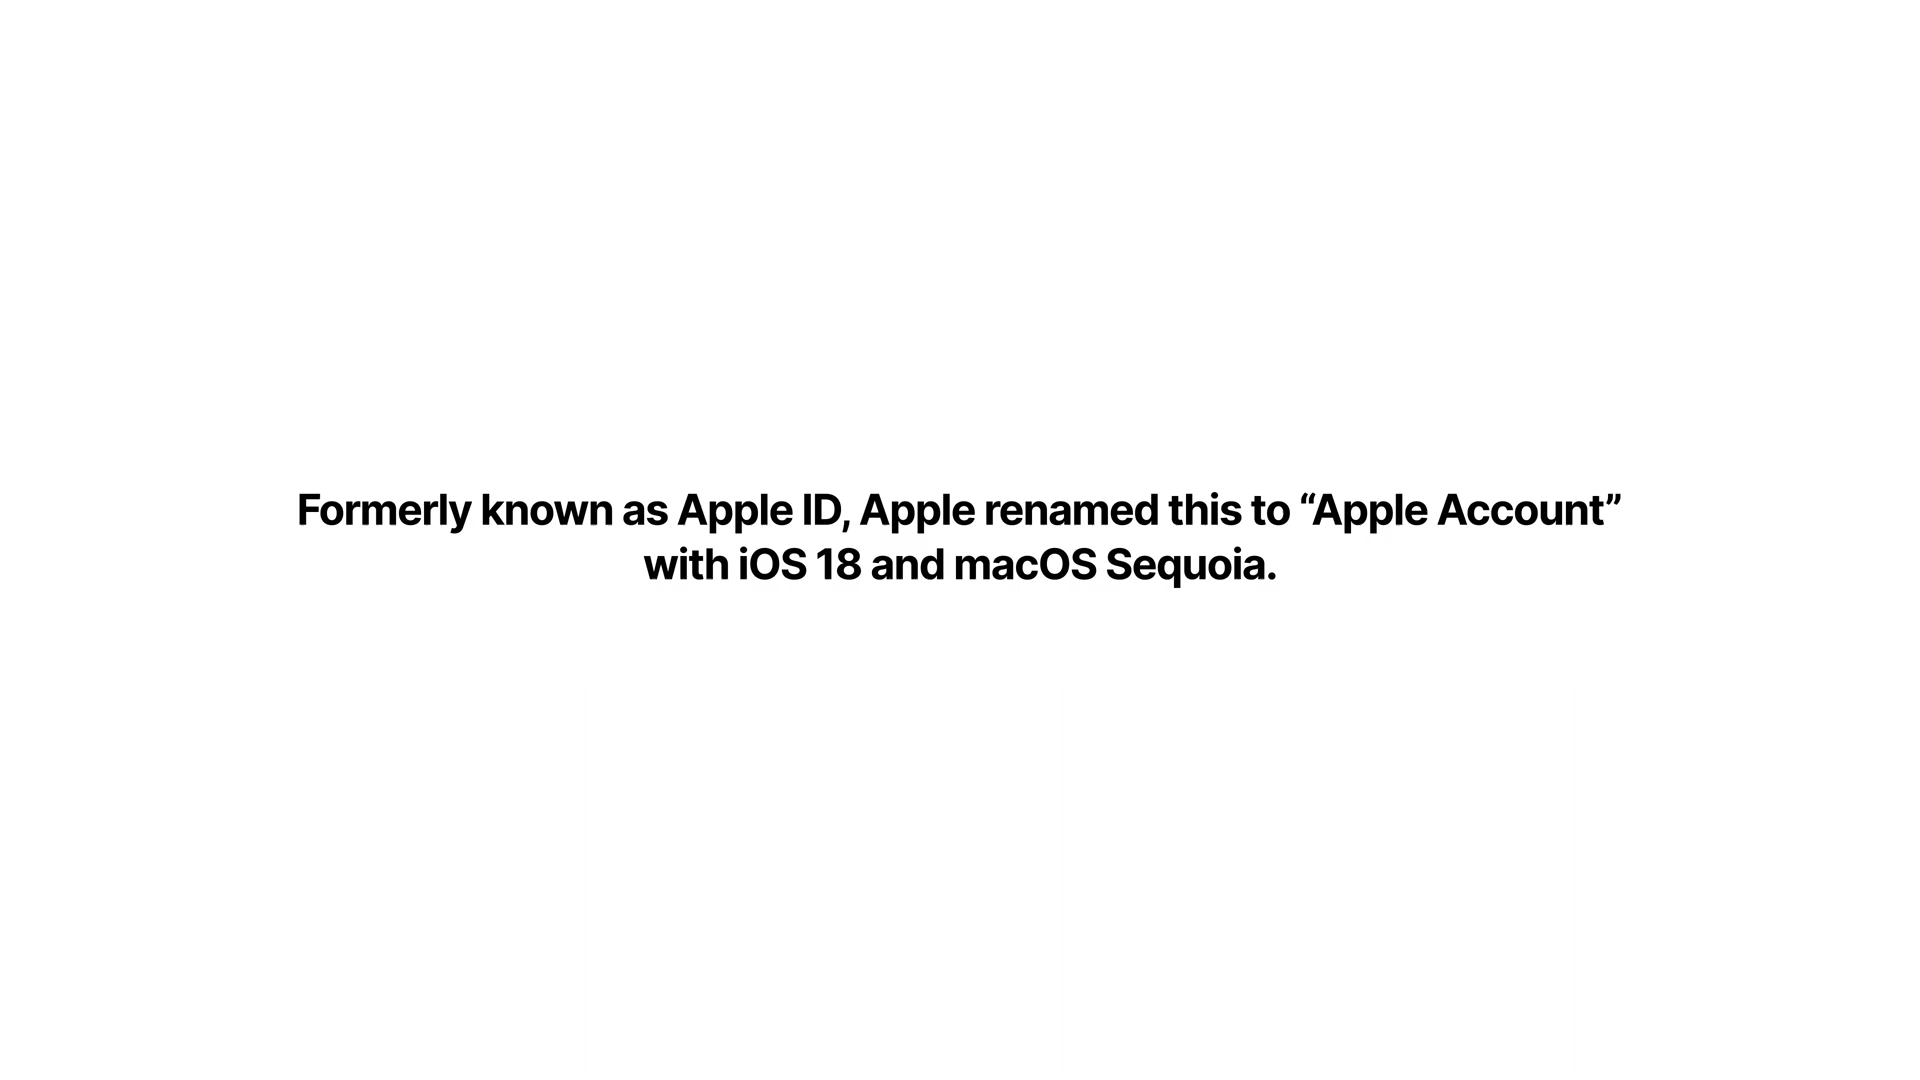 Formerly known as Apple ID, Apple renamed this to “Apple Account”
with iOS 18 and macOS Sequoia.